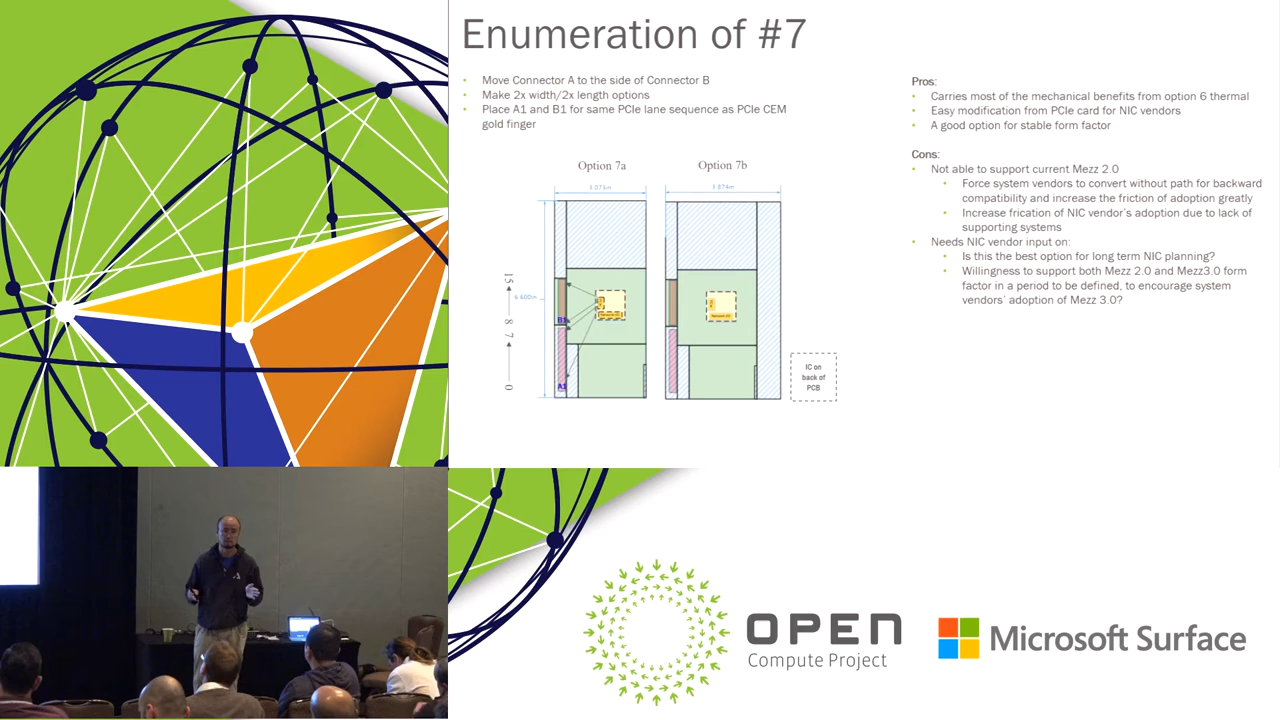 Enumeration of #7
• Move Connector A to the side of Connector B
• Make 2x width/2x length options
• Place A1 and B1 for same PCIe lane sequence as PCIe CEM
gold finger
Option 7a
Option 7b
15
8 7
0
B1
A1
IC on
back of
PCB
Pros:
• Carries most of the mechanical benefits from option 6 thermal
• Easy modification from PCIe card for NIC vendors
• A good option for stable form factor
Cons:
• Not able to support current Mezz 2.0
• Force system vendors to convert without path for backward
compatibility and increase the friction of adoption greatly
• Increase frication of NIC vendor's adoption due to lack of
supporting systems
• Needs NIC vendor input on:
• Is this the best option for long term NIC planning?
• Willingness to support both Mezz 2.0 and Mezz3.0 form
factor in a period to be defined, to encourage system
vendors' adoption of Mezz 3.0?
OPEN
Compute Project
Microsoft Surface